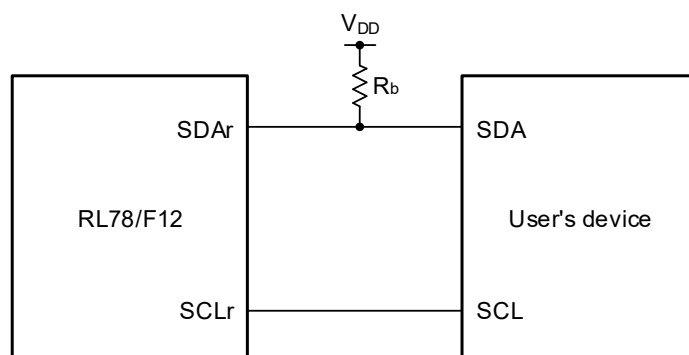 VDD
Rb
SDAr
SDA
RL78/F12
User's device
SCLr
SCL